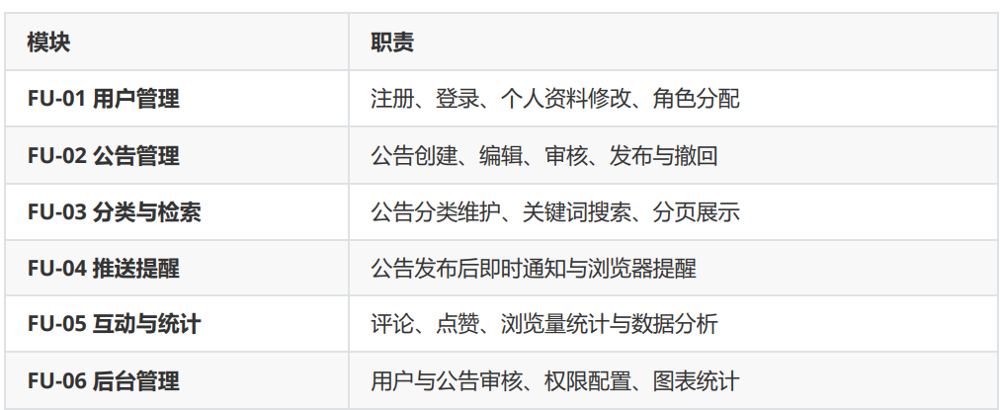 模块 职责
FU-01 用户管理 注册、登录、个人资料修改、角色分配
FU-02 公告管理 公告创建、编辑、审核、发布与撤回
FU-03 分类与检索 公告分类维护、关键词搜索、分页展示
FU-04 推送提醒 公告发布后即时通知与浏览器提醒
FU-05 互动与统计 评论、点赞、浏览量统计与数据分析
FU-06 后台管理 用户与公告审核、权限配置、图表统计